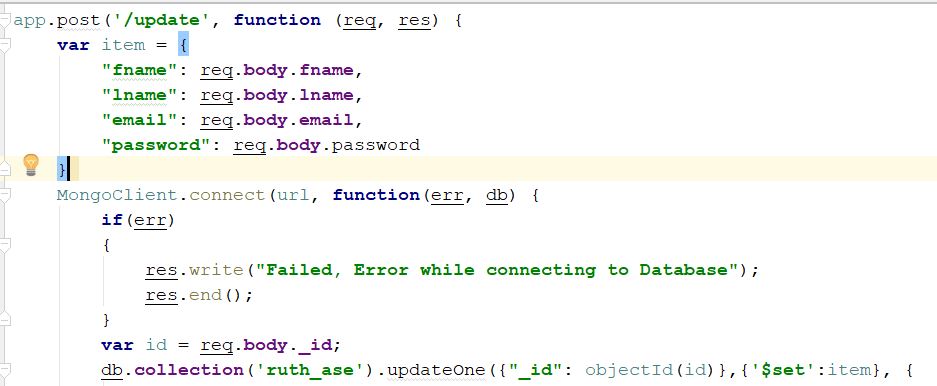 app.post('/update', function (req, res) {
    var item = {
        "fname": req.body.fname,
        "lname": req.body.lname,
        "email": req.body.email,
        "password": req.body.password
    }
    MongoClient.connect(url, function(err, db) {
        if(err)
        {
            res.write("Failed, Error while connecting to Database");
            res.end();
        }
        var id = req.body._id;
        db.collection('ruth_ase').updateOne({"_id": objectId(id)},{'$set':item}, {